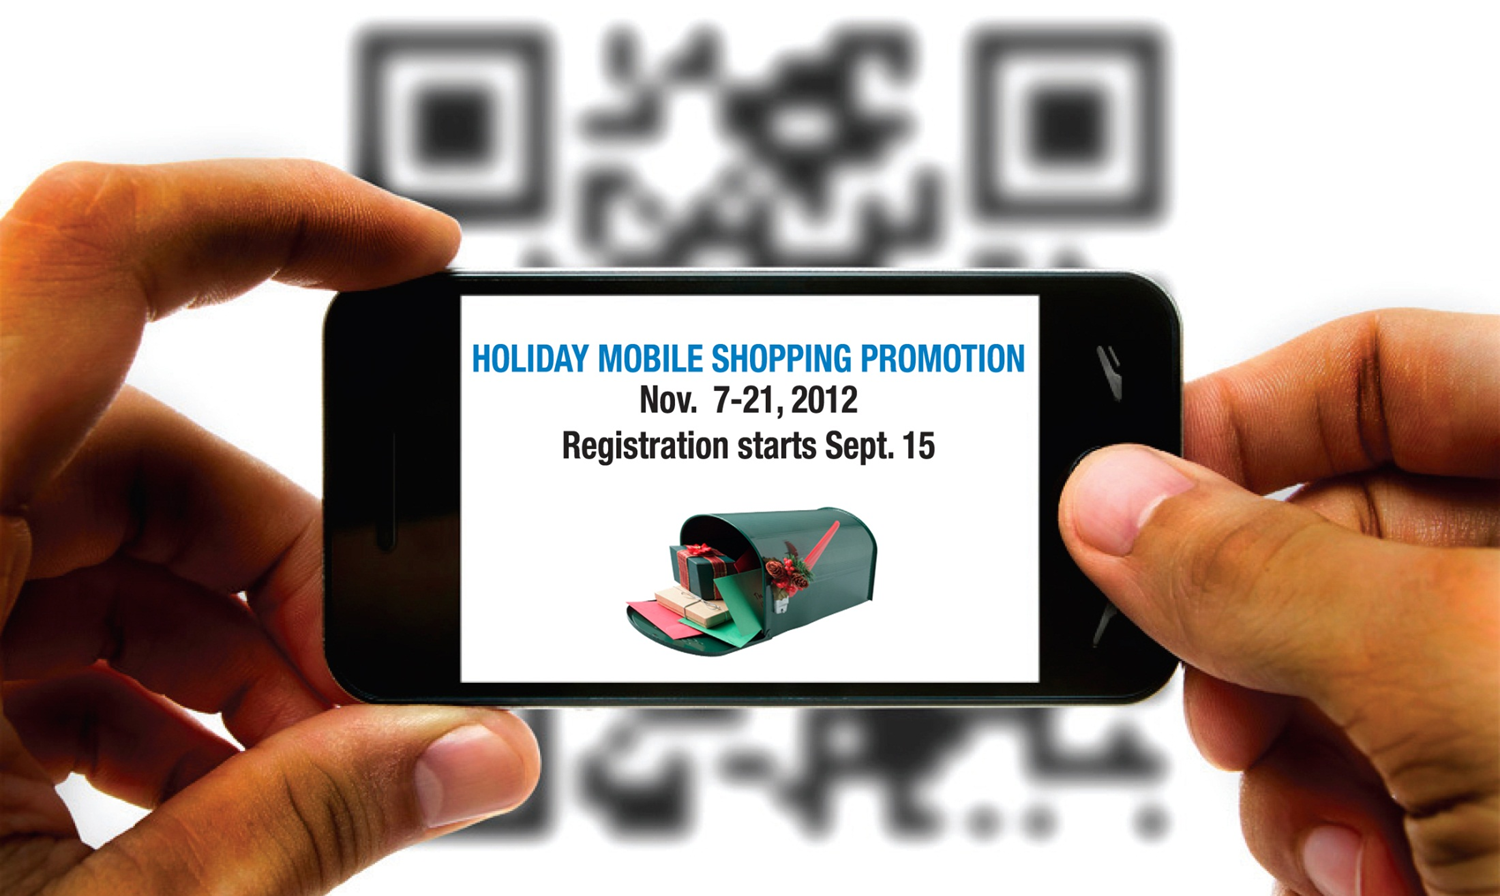 HOLIDAY MOBILE SHOPPING PROMOTION
Nov. 7-21, 2012
Registration starts Sept. 15